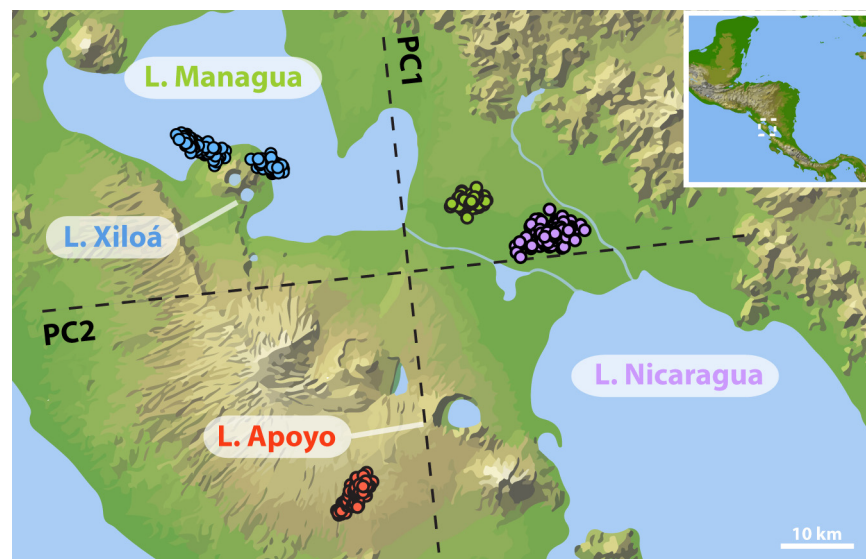 L. Managua
PC1
L. Xiloá
PC2
L. Nicaragua
L. Apoyo
10 km